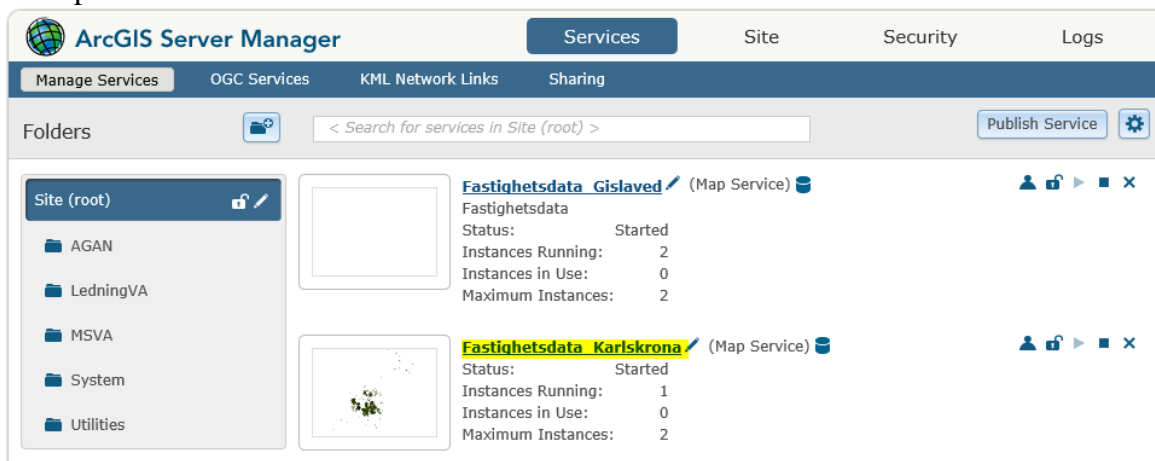 ArcGIS Server Manager Services Site Security Logs
Manage Services OGC Services KML Network Links Sharing
Folders < Search for services in Site (root) > Publish Service
Site (root)
AGAN
LedningVA
MSVA
System
Utilities
Fastighetsdata_Gislaved (Map Service)
Fastighetsdata
Status: Started
Instances Running: 2
Instances in Use: 0
Maximum Instances: 2
Fastighetsdata_Karlskrona (Map Service)
Status: Started
Instances Running: 1
Instances in Use: 0
Maximum Instances: 2